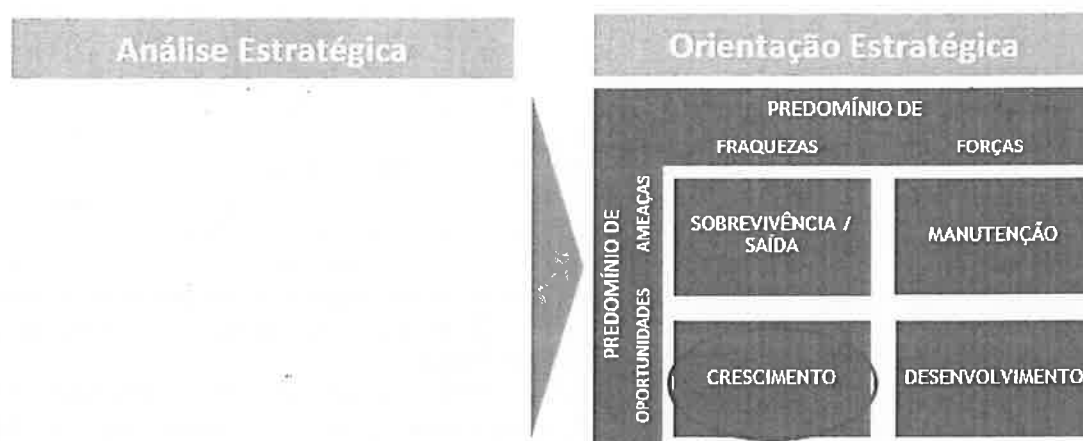 Análise Estratégica
Orientação Estratégica
PREDOMÍNIO DE
FRAQUEZAS
FORÇAS
PREDOMÍNIO DE
AMEAÇAS
SOBREVIVÊNCIA /
SAÍDA
MANUTENÇÃO
OPORTUNIDADES
CRESCIMENTO
DESENVOLVIMENTO